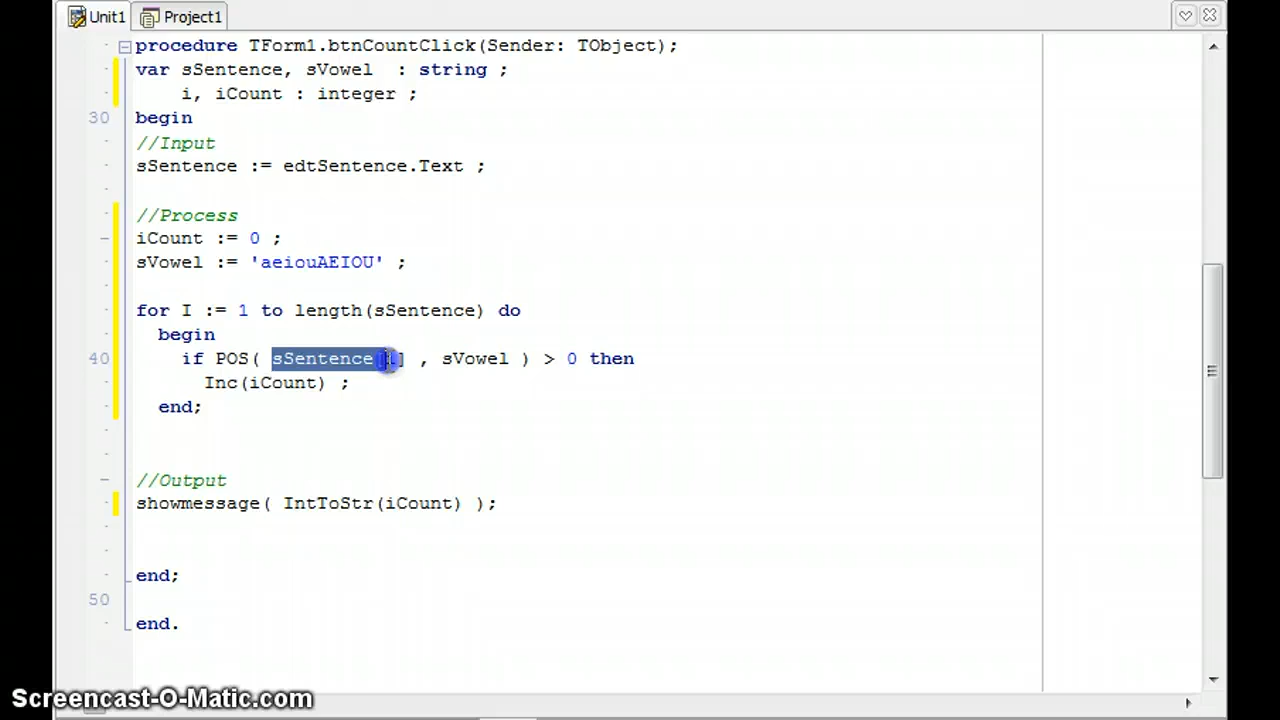 Unit1 Project1
procedure TForm1.btnCountClick(Sender: TObject);
var sSentence, sVowel  : string ;
    i, iCount : integer ;
30 begin
//Input
sSentence := edtSentence.Text ;
//Process
iCount := 0 ;
sVowel := 'aeiouAEIOU' ;
for I := 1 to length(sSentence) do
  begin
40     if POS( sSentence[i] , sVowel ) > 0 then
      Inc(iCount) ;
  end;
//Output
showmessage( IntToStr(iCount) );
end;
50
end.
Screencast-O-Matic.com